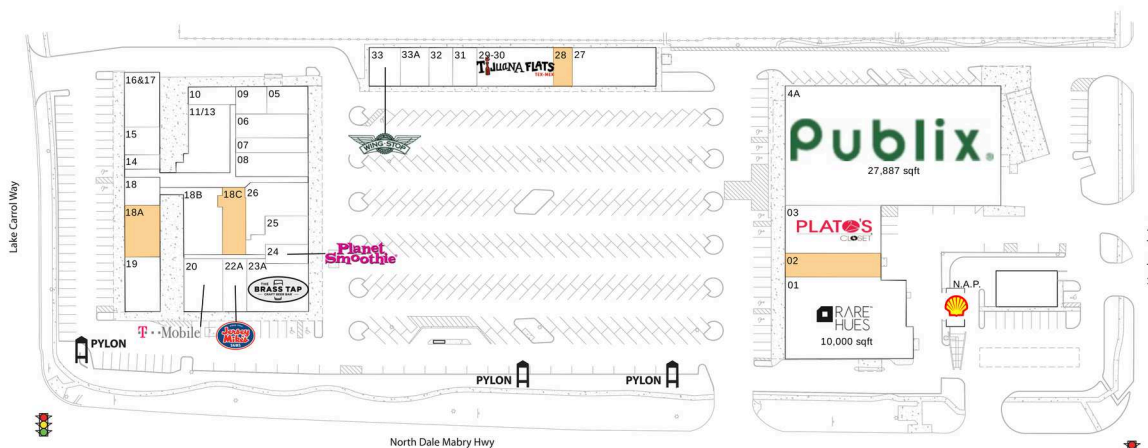 33
33A
32
31
29-30
28
27
TIJUANA FLATS
TEX-MEX
16&17
10
09
05
11/13
06
15
07
14
08
WING STOP
4A
Publix.
27,887 sqft
18
18B
18C
26
18A
25
24
Planet
Smoothie
03
PLATO'S
CLOSET
02
19
20
22A
23A
THE
BRASS TAP
CRAFT BEER BAR
01
RARE
HUES
10,000 sqft
N.A.P.
T··Mobile
Jersey
Mike's
SUBS
PYLON
PYLON
PYLON
Lake Carrol Way
North Dale Mabry Hwy